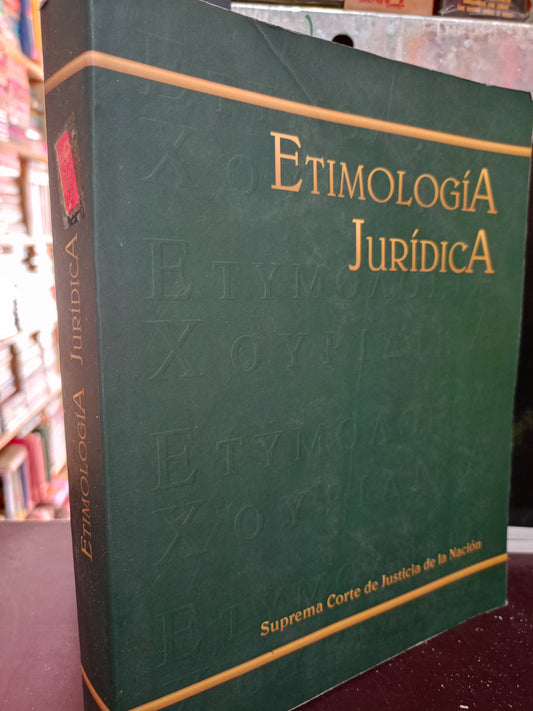 ETIMOLOGÍA
JURÍDICA
Suprema Corte de Justicia de la Nación
ETIMOLOGÍA JURÍDICA